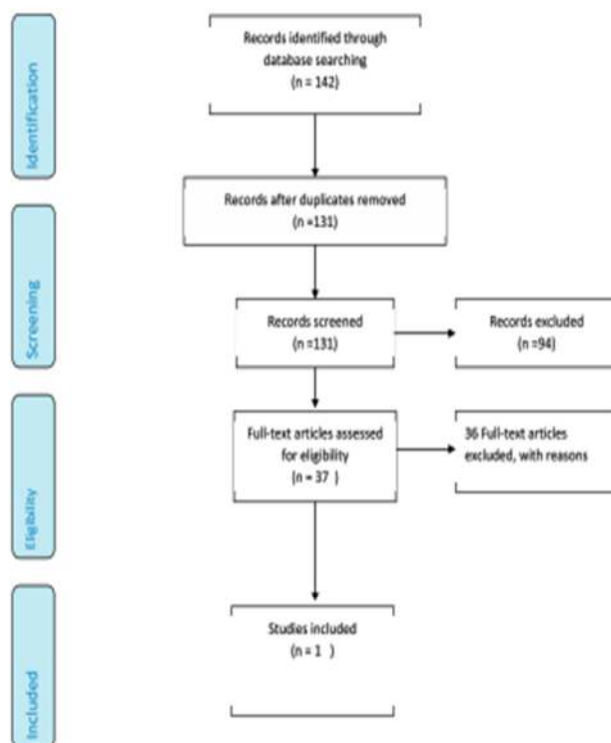 Identification
Records identified through
database searching
(n = 142)
Records after duplicates removed
(n =131)
Screening
Records screened
(n =131)
Records excluded
(n =94)
Eligibility
Full-text articles assessed
for eligibility
(n = 37 )
36 Full-text articles
excluded, with reasons
Included
Studies included
(n = 1 )